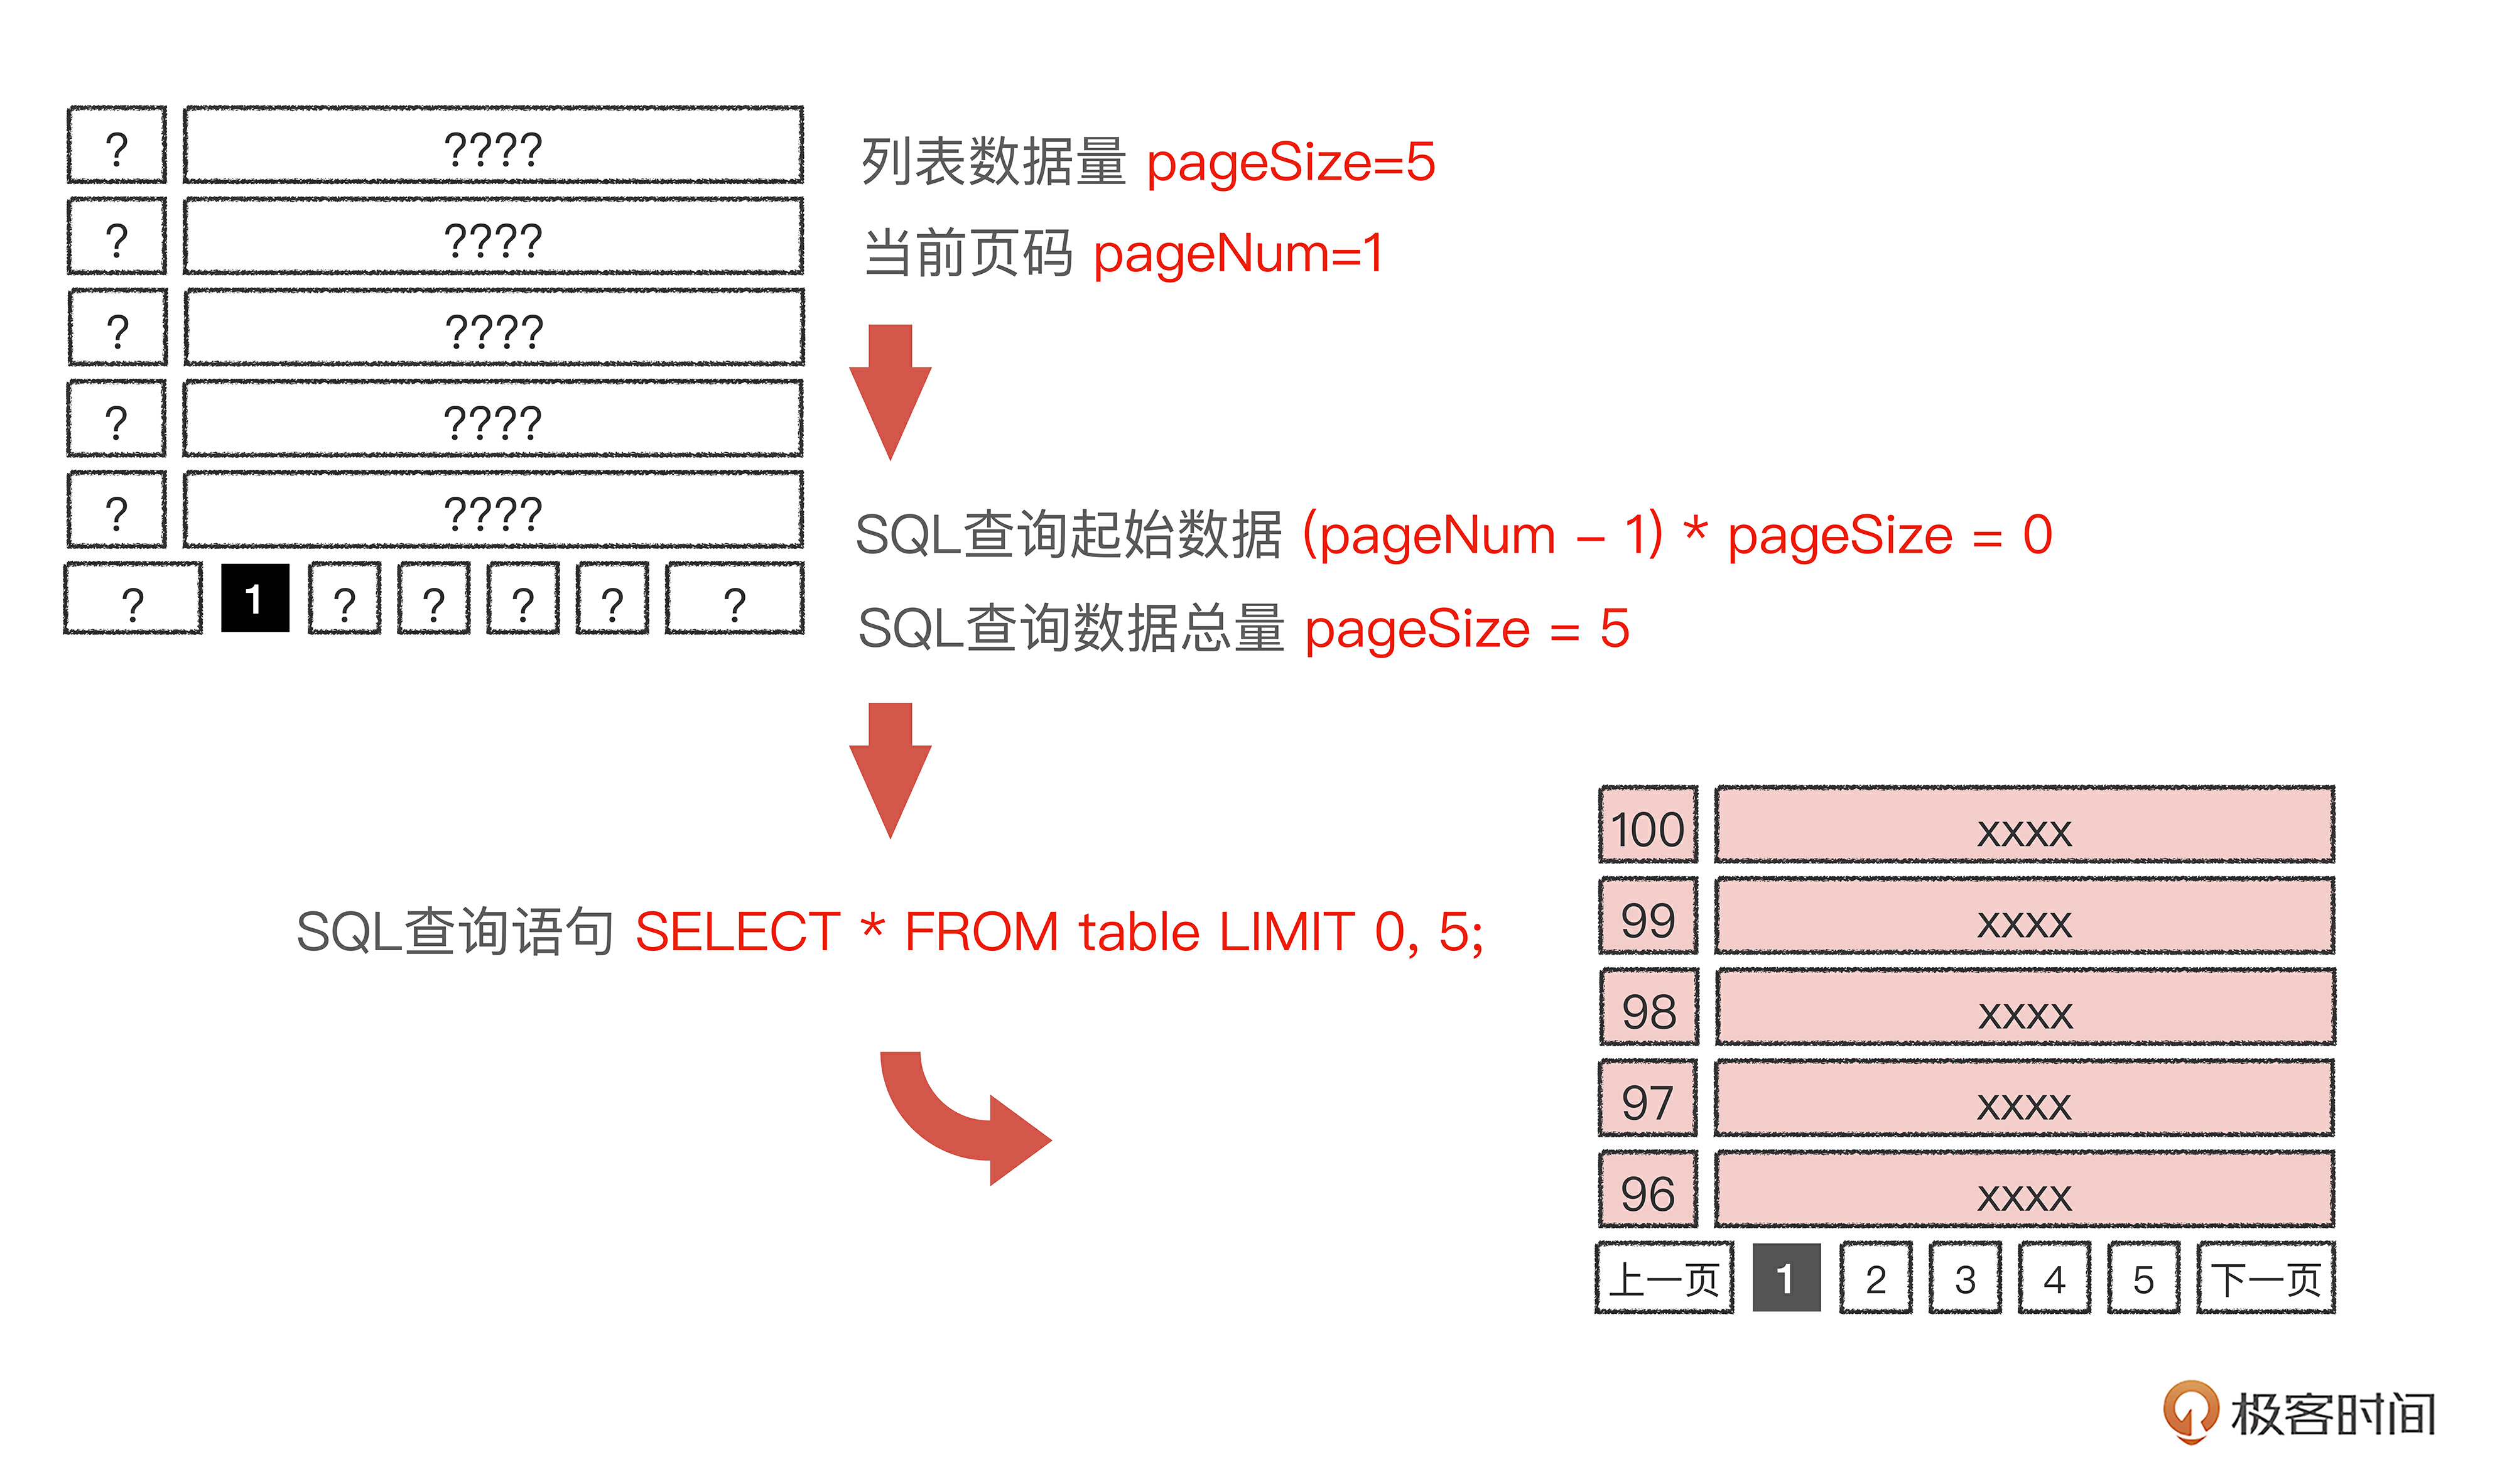 ? ????
? ????
? ????
? ????
? ????
? 1 ? ? ? ? ?
列表数据量 pageSize=5
当前页码 pageNum=1
SQL查询起始数据 (pageNum - 1) * pageSize = 0
SQL查询数据总量 pageSize = 5
SQL查询语句 SELECT * FROM table LIMIT 0, 5;
100 xxxx
99 xxxx
98 xxxx
97 xxxx
96 xxxx
上一页 1 2 3 4 5 下一页
极客时间